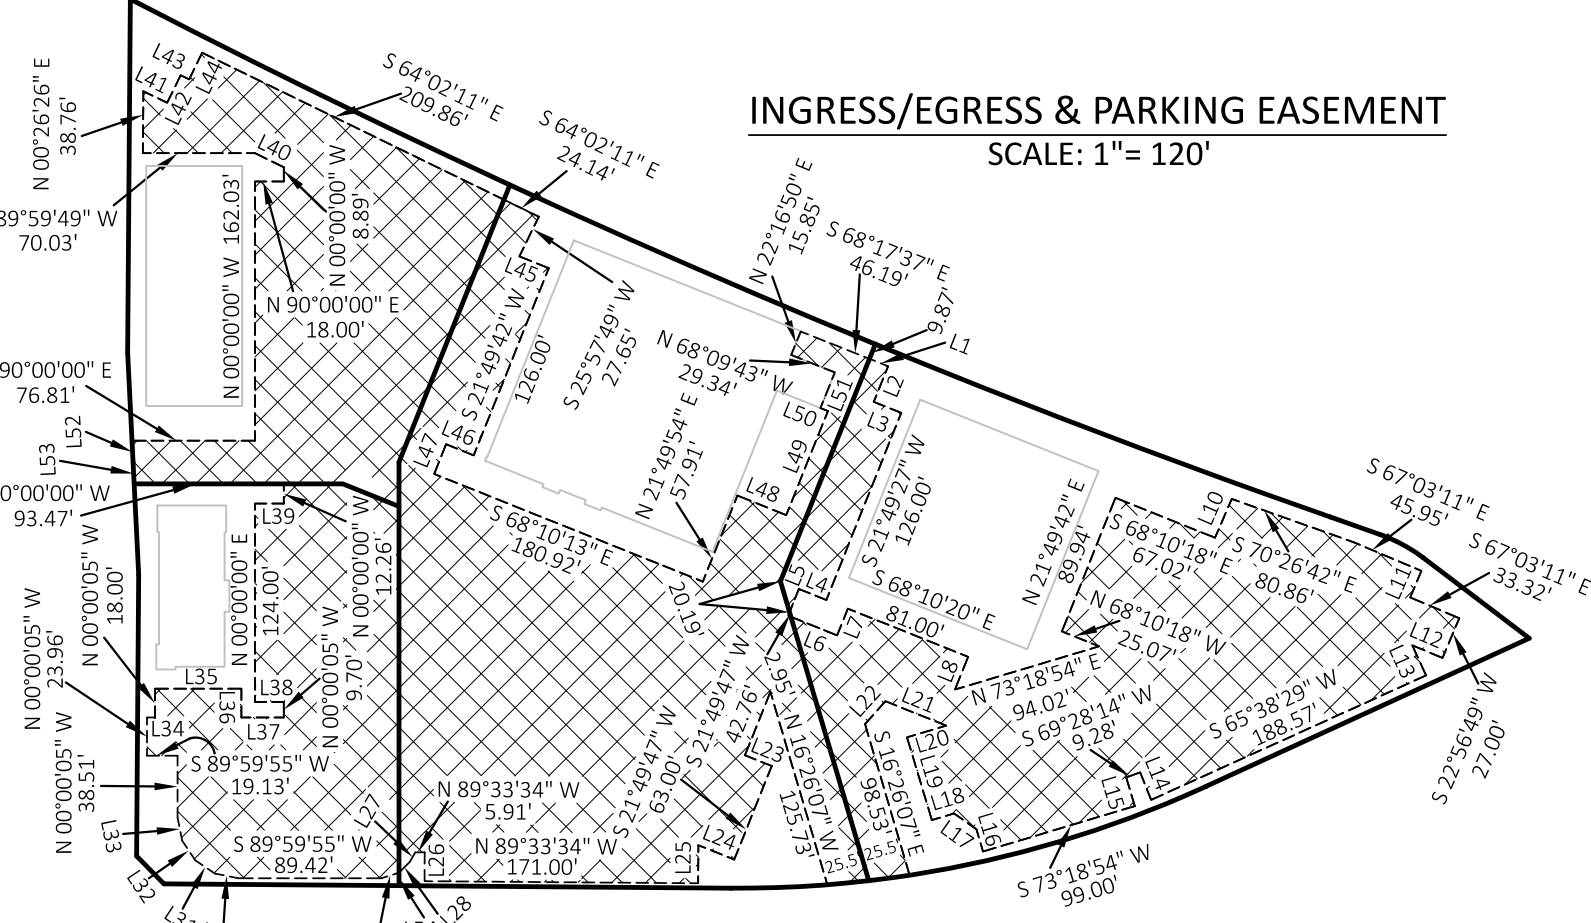 INGRESS/EGRESS & PARKING EASEMENT
SCALE: 1"= 120'
L43
L41
L42
L44
N 00°26'26" E
38.76'
S 64°02'11" E
209.86'
S 64°02'11" E
24.14'
L40
N 00°00'00" W
8.89'
89°59'49" W
70.03'
N 00°00'00" W 162.03'
N 90°00'00" E
18.00'
90°00'00" E
76.81'
L52
L53
0°00'00" W
93.47'
L45
S 21°49'42" W
126.00'
S 25°57'49" W
27.65'
L46
L47
N 22°16'50" E
15.85'
S 68°17'37" E
46.19'
9.87'
L1
N 68°09'43" W
29.34'
L51
L2
L50
L3
L49
L48
N 21°49'54" E
57.91'
S 68°10'13" E
180.92'
20.19'
L5
L4
L6
L7
S 21°49'27" W
126.00'
S 68°10'20" E
81.00'
L8
N 21°49'42" E
89.94'
S 68°10'18" E
67.02'
L10
S 70°26'42" E
80.86'
S 67°03'11" E
45.95'
S 67°03'11" E
33.32'
L11
L12
L13
N 68°10'18" W
25.07'
N 73°18'54" E
94.02'
S 69°28'14" W
9.28'
S 65°38'29" W
188.57'
S 22°56'49" W
27.00'
L14
L15
L16
L17
L18
L19
L20
L21
L22
S 73°18'54" W
99.00'
S 16°26'07" E
98.53'
2.95'
N 16°26'07" W
125.73'
25.5'
25.5'
S 21°49'47" W
42.76'
S 21°49'47" W
63.00'
L23
L24
L25
L26
N 89°33'34" W
5.91'
N 89°33'34" W
171.00'
L27
L28
L39
N 00°00'00" W
12.26'
N 00°00'00" E
124.00'
N 00°00'05" W
18.00'
N 00°00'05" W
23.96'
N 00°00'05" W
38.51'
L35
L36
L38
L37
L34
N 00°00'05" W
9.70'
S 89°59'55" W
19.13'
S 89°59'55" W
89.42'
L33
L32
L31